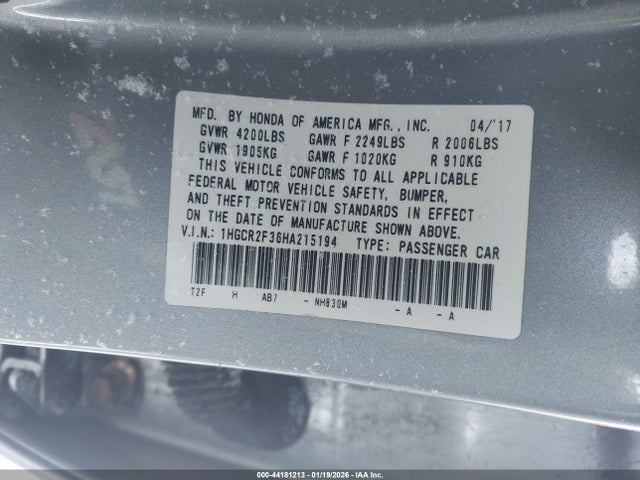 MFD. BY HONDA OF AMERICA MFG., INC. 04/'17
GVWR 4200LBS GAWR F 2249LBS R 2006LBS
GVWR 1905KG GAWR F 1020KG R 910KG
THIS VEHICLE CONFORMS TO ALL APPLICABLE
FEDERAL MOTOR VEHICLE SAFETY, BUMPER,
AND THEFT PREVENTION STANDARDS IN EFFECT
ON THE DATE OF MANUFACTURE SHOWN ABOVE.
V.I.N.: 1HGCR2F36HA215194 TYPE: PASSENGER CAR
T2F H AB7 - NH830M - A - A
000-44181213 - 01/19/2026 - IAA Inc.